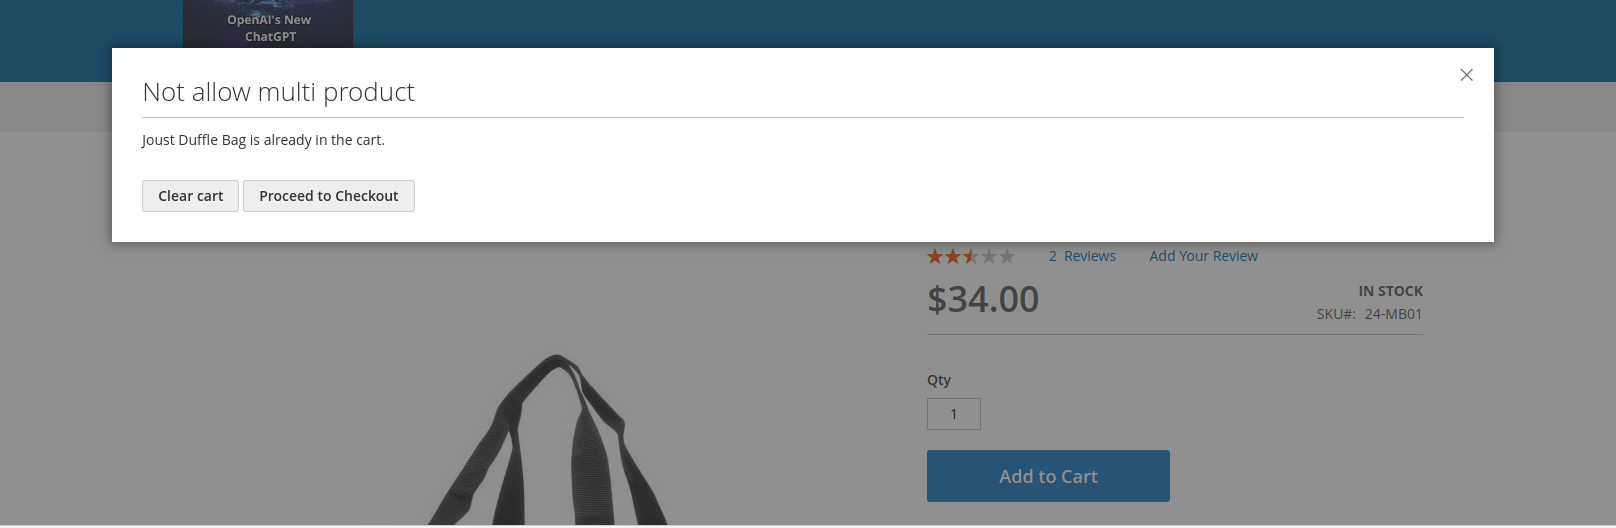 OpenAI's New
ChatGPT
Not allow multi product
Joust Duffle Bag is already in the cart.
Clear cart
Proceed to Checkout
2 Reviews
Add Your Review
$34.00
IN STOCK
SKU#: 24-MB01
Qty
1
Add to Cart